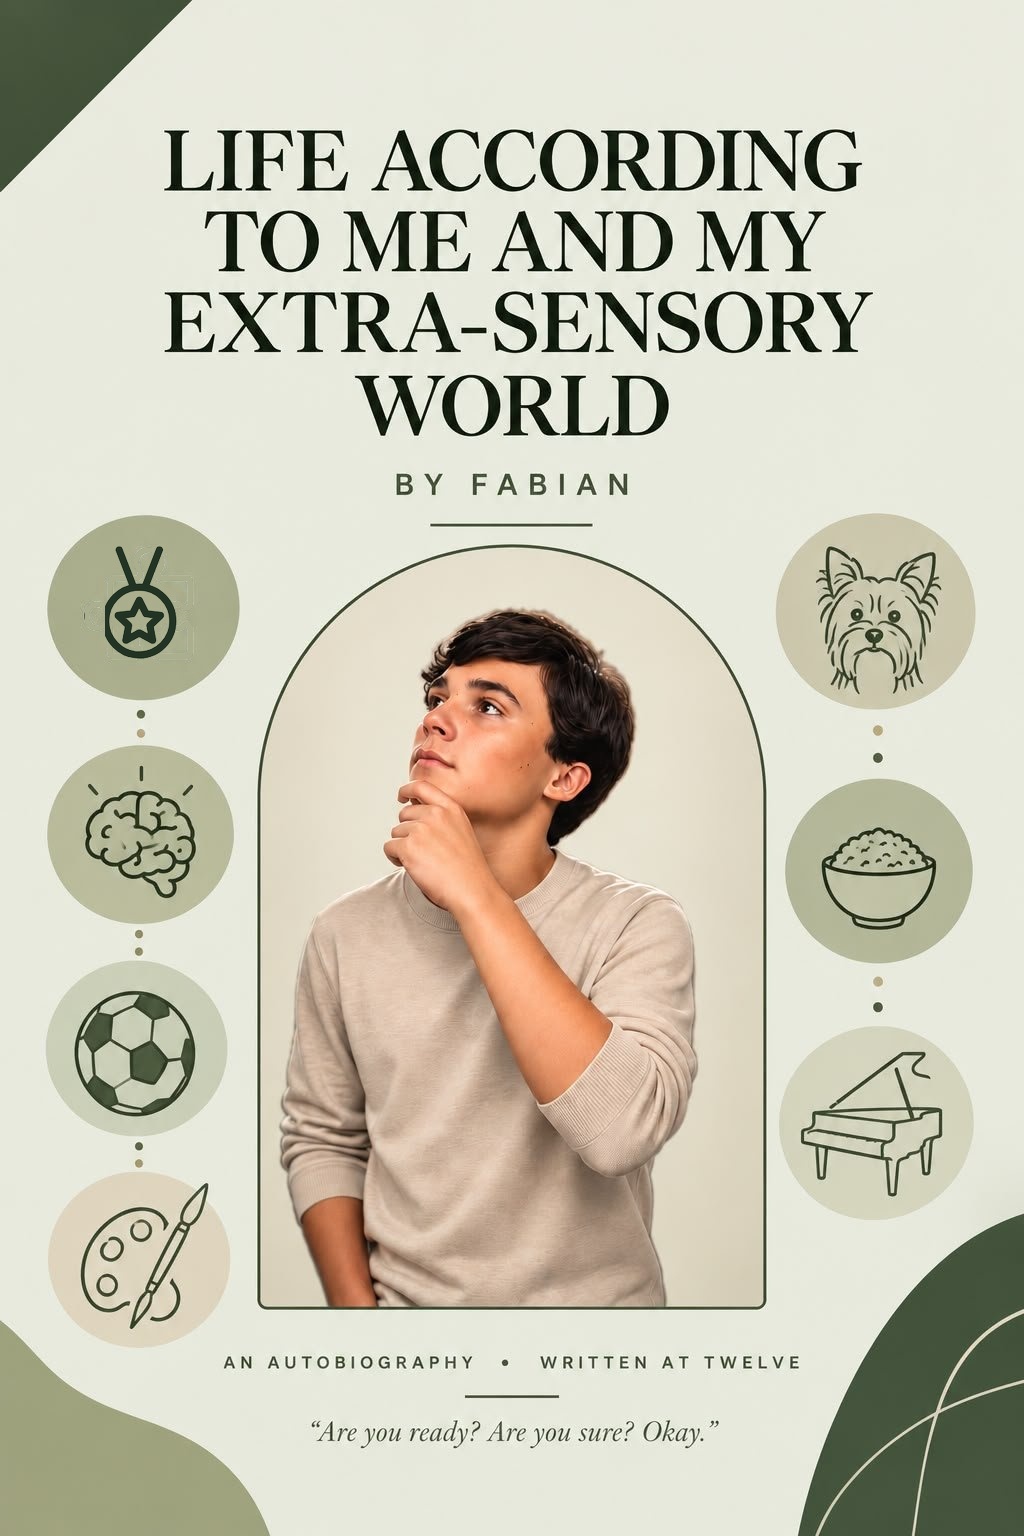 LIFE ACCORDING
TO ME AND MY
EXTRA-SENSORY
WORLD
BY FABIAN
AN AUTOBIOGRAPHY • WRITTEN AT TWELVE
“Are you ready? Are you sure? Okay.”